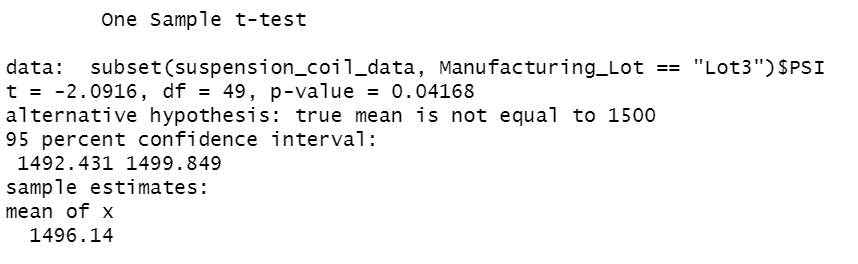 One Sample t-test
data:  subset(suspension_coil_data, Manufacturing_Lot == "Lot3")$PSI
t = -2.0916, df = 49, p-value = 0.04168
alternative hypothesis: true mean is not equal to 1500
95 percent confidence interval:
 1492.431 1499.849
sample estimates:
mean of x
  1496.14